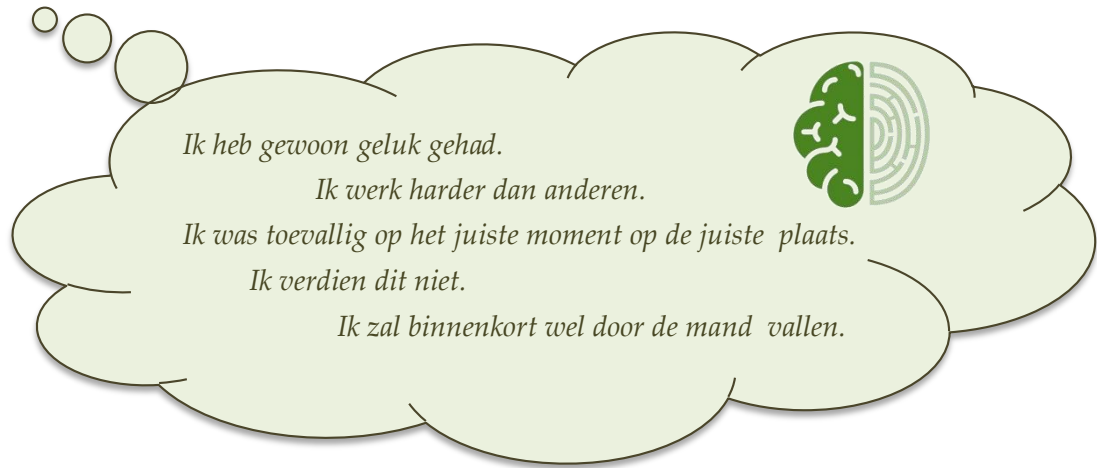 Ik heb gewoon geluk gehad.
Ik werk harder dan anderen.
Ik was toevallig op het juiste moment op de juiste plaats.
Ik verdien dit niet.
Ik zal binnenkort wel door de mand vallen.